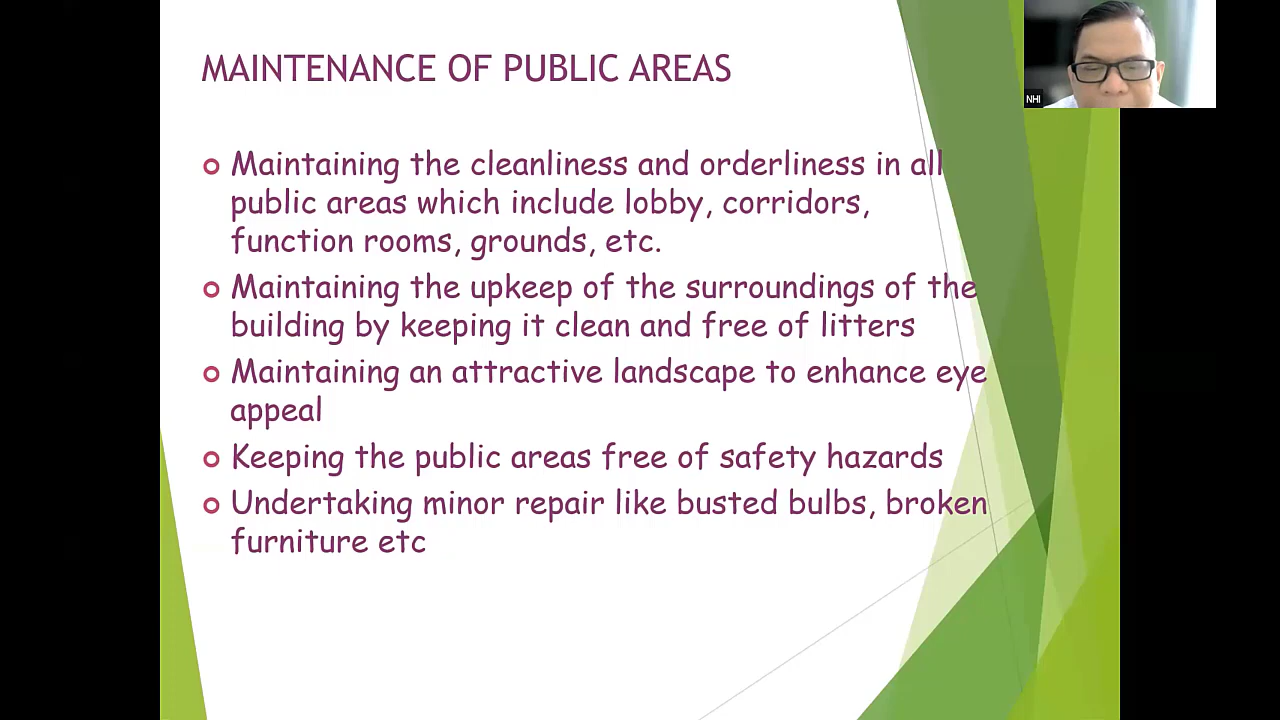 MAINTENANCE OF PUBLIC AREAS
NHI
Maintaining the cleanliness and orderliness in all
public areas which include lobby, corridors,
function rooms, grounds, etc.
Maintaining the upkeep of the surroundings of the
building by keeping it clean and free of litters
Maintaining an attractive landscape to enhance eye
appeal
Keeping the public areas free of safety hazards
Undertaking minor repair like busted bulbs, broken
furniture etc